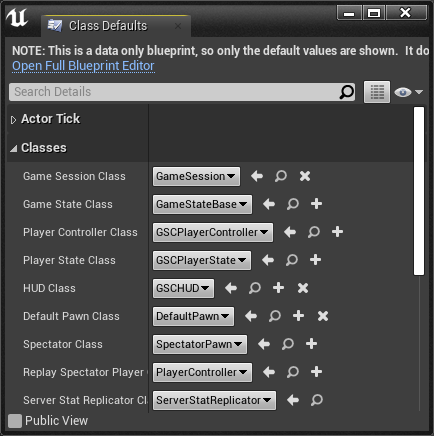 Class Defaults
NOTE: This is a data only blueprint, so only the default values are shown. It do
Open Full Blueprint Editor
Search Details
Actor Tick
Classes
Game Session Class GameSession
Game State Class GameStateBase
Player Controller Class GSCPlayerController
Player State Class GSCPlayerState
HUD Class GSCHUD
Default Pawn Class DefaultPawn
Spectator Class SpectatorPawn
Replay Spectator Player PlayerController
Server Stat Replicator Cl ServerStatReplicator
Public View